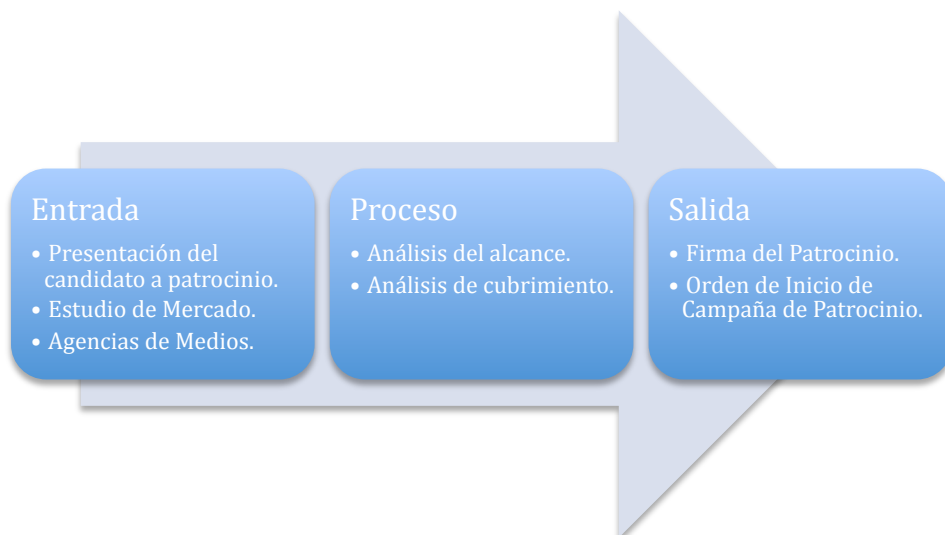 Entrada
• Presentación del
candidato a patrocinio.
• Estudio de Mercado.
• Agencias de Medios.
Proceso
• Análisis del alcance.
• Análisis de cubrimiento.
Salida
• Firma del Patrocinio.
• Orden de Inicio de
Campaña de Patrocinio.